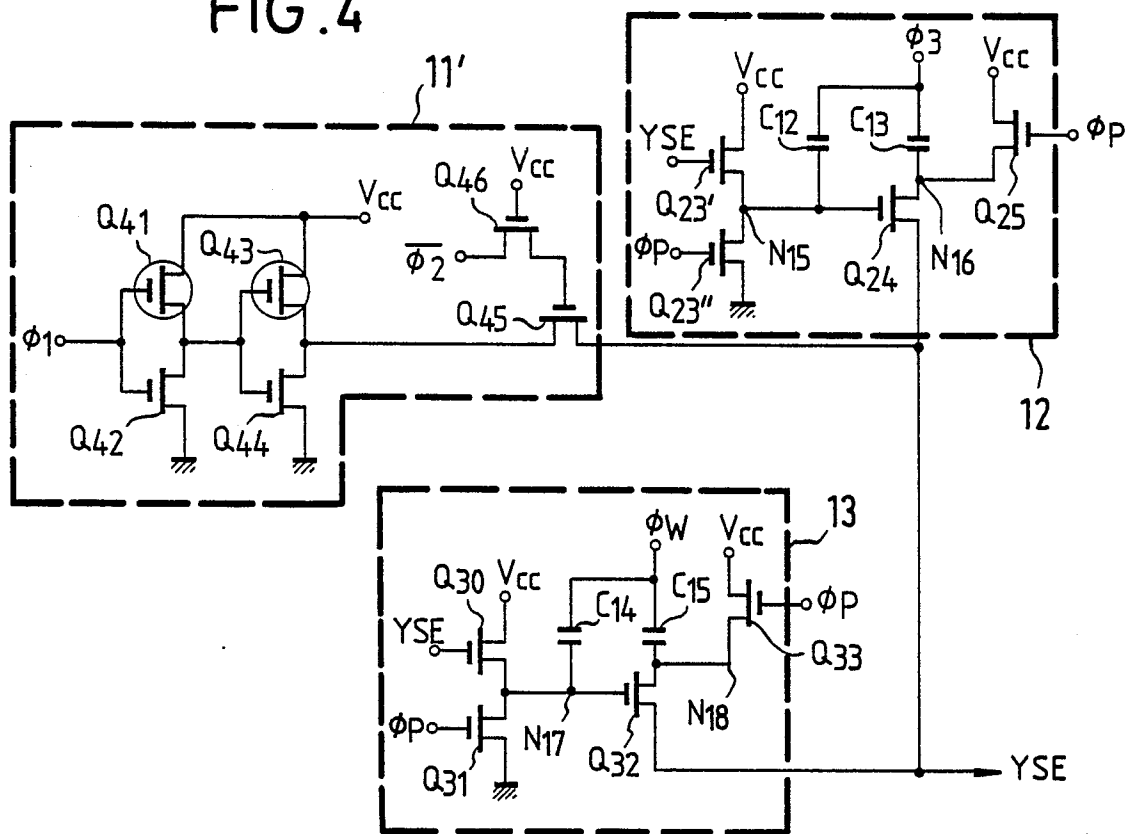 FIG.4
11'
Vcc
Q46
Q41
Q43
Vcc
φ2
Q45
φ1
Q42
Q44
φ3
Vcc
Vcc
YSE
C12
C13
φP
Q23'
Q25
φP
N15
Q24
N16
Q23"
12
13
φW
Vcc
Q30
Vcc
C14
C15
φP
YSE
Q33
φP
N17
N18
Q31
Q32
YSE